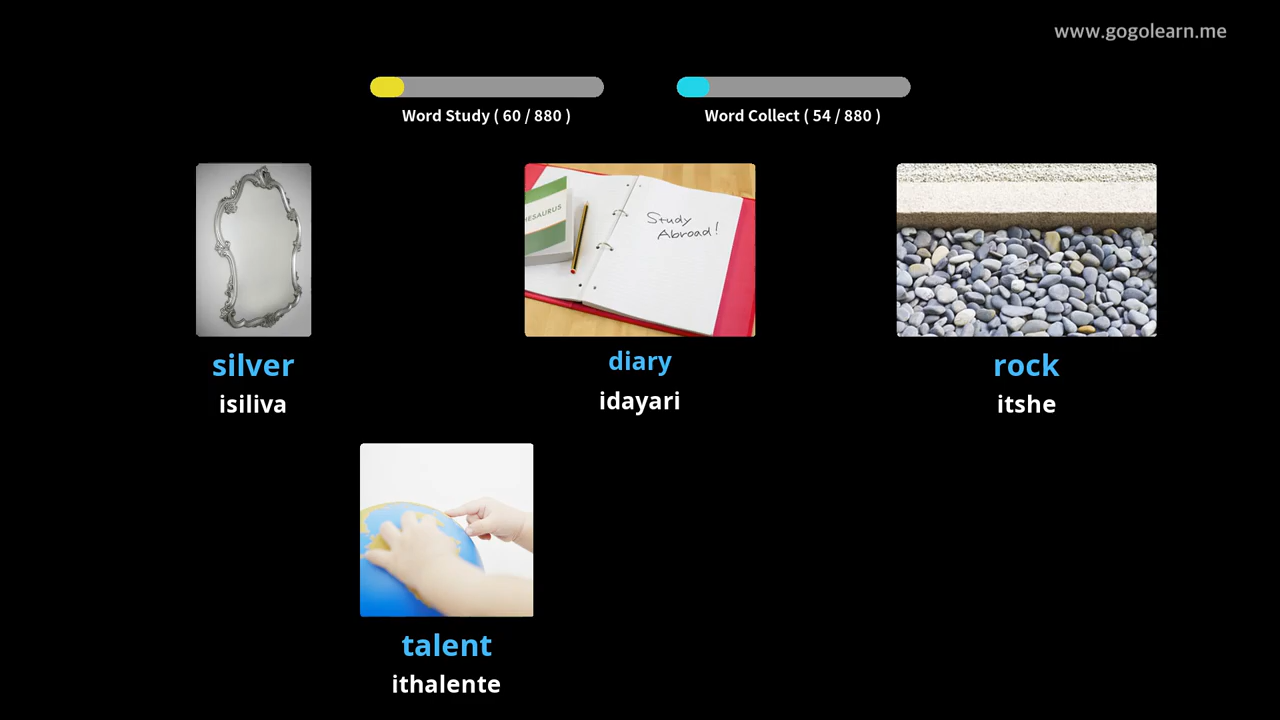 www.gogolearn.me
Word Study ( 60 / 880 )
Word Collect ( 54 / 880 )
HESAURUS
Study
Abroad!
silver
isiliva
diary
idayari
rock
itshe
talent
ithalente